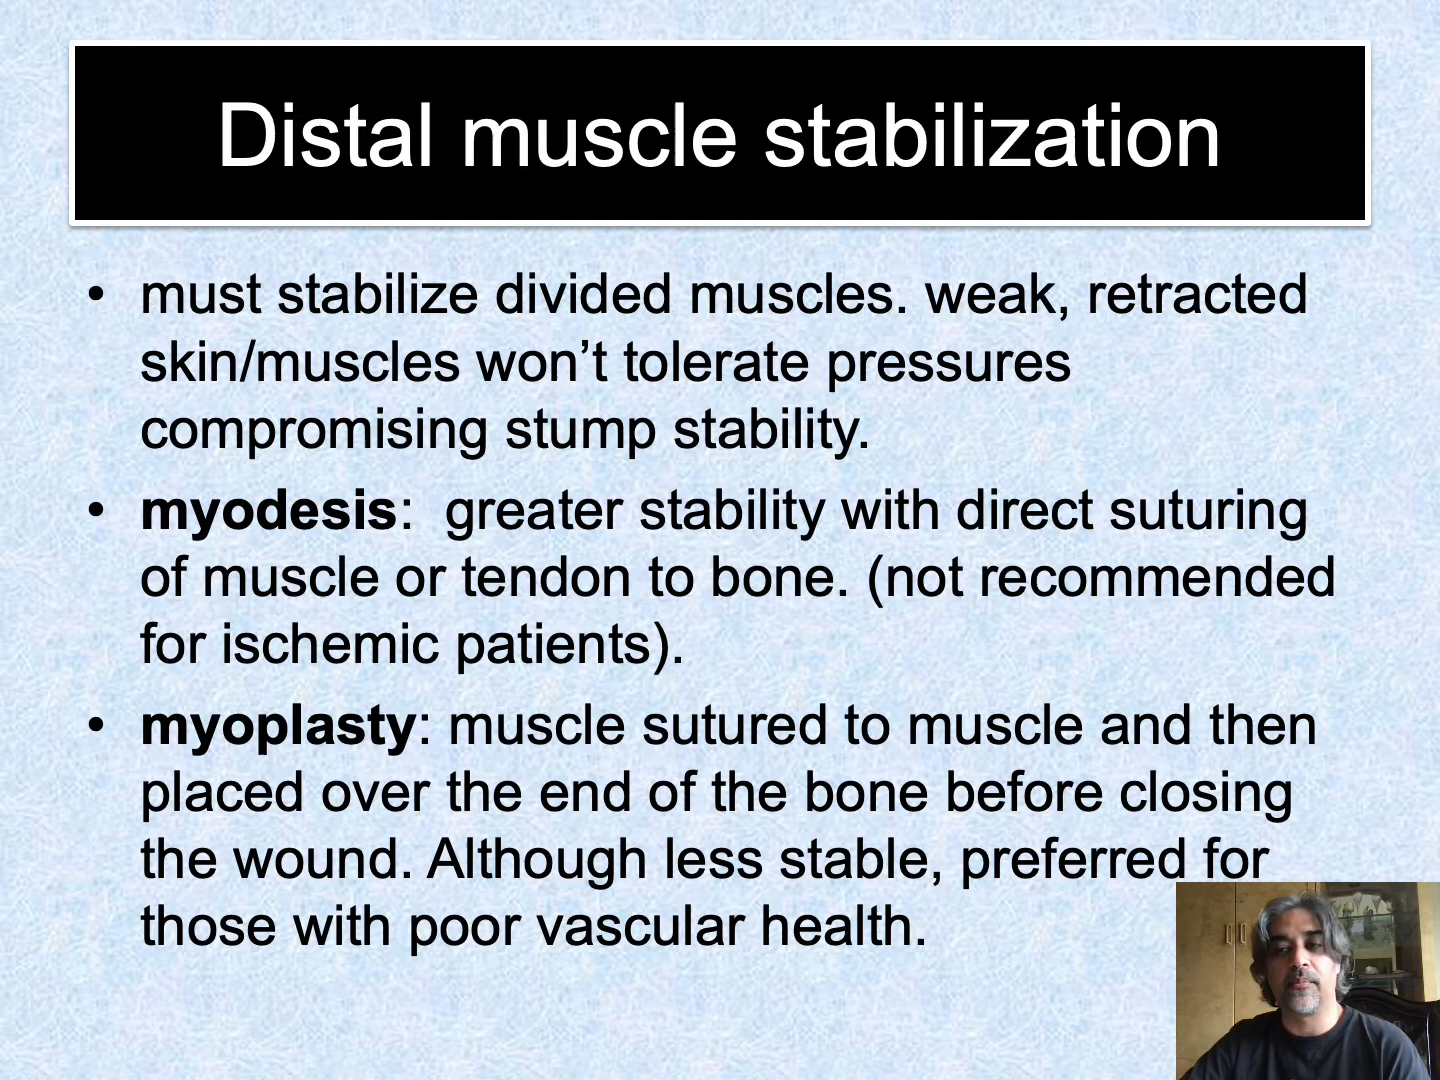 Distal muscle stabilization
• must stabilize divided muscles. weak, retracted
skin/muscles won’t tolerate pressures
compromising stump stability.
• myodesis:  greater stability with direct suturing
of muscle or tendon to bone. (not recommended
for ischemic patients).
• myoplasty: muscle sutured to muscle and then
placed over the end of the bone before closing
the wound. Although less stable, preferred for
those with poor vascular health.